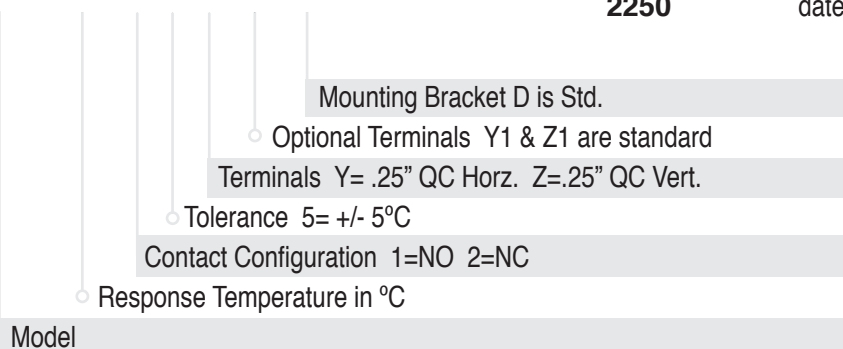 2250 date
Mounting Bracket D is Std.
Optional Terminals Y1 & Z1 are standard
Terminals Y= .25” QC Horz. Z=.25” QC Vert.
Tolerance 5= +/- 5ºC
Contact Configuration 1=NO 2=NC
Response Temperature in ºC
Model